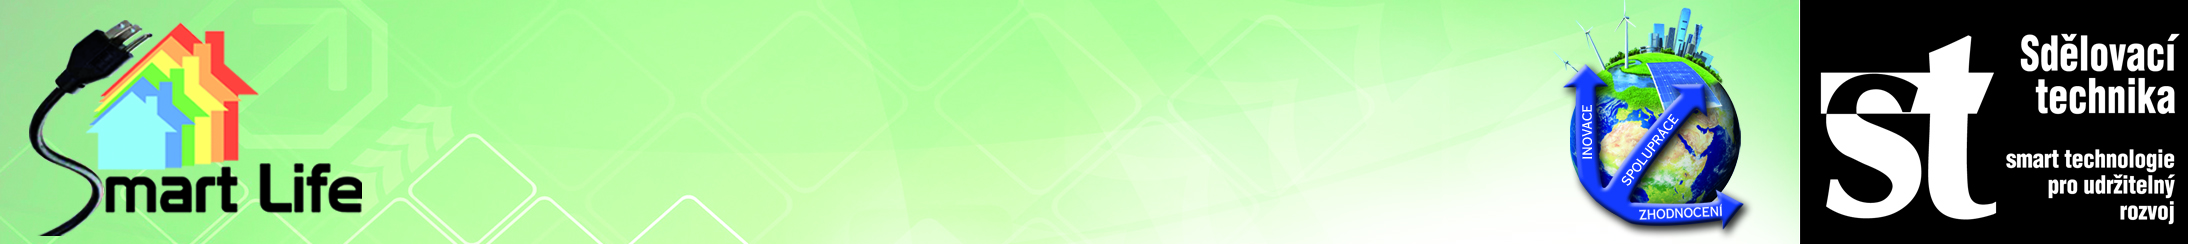 Smart Life
INOVACE
SPOLUPRÁCE
ZHODNOCENÍ
st
Sdělovací
technika
smart technologie
pro udržitelný
rozvoj